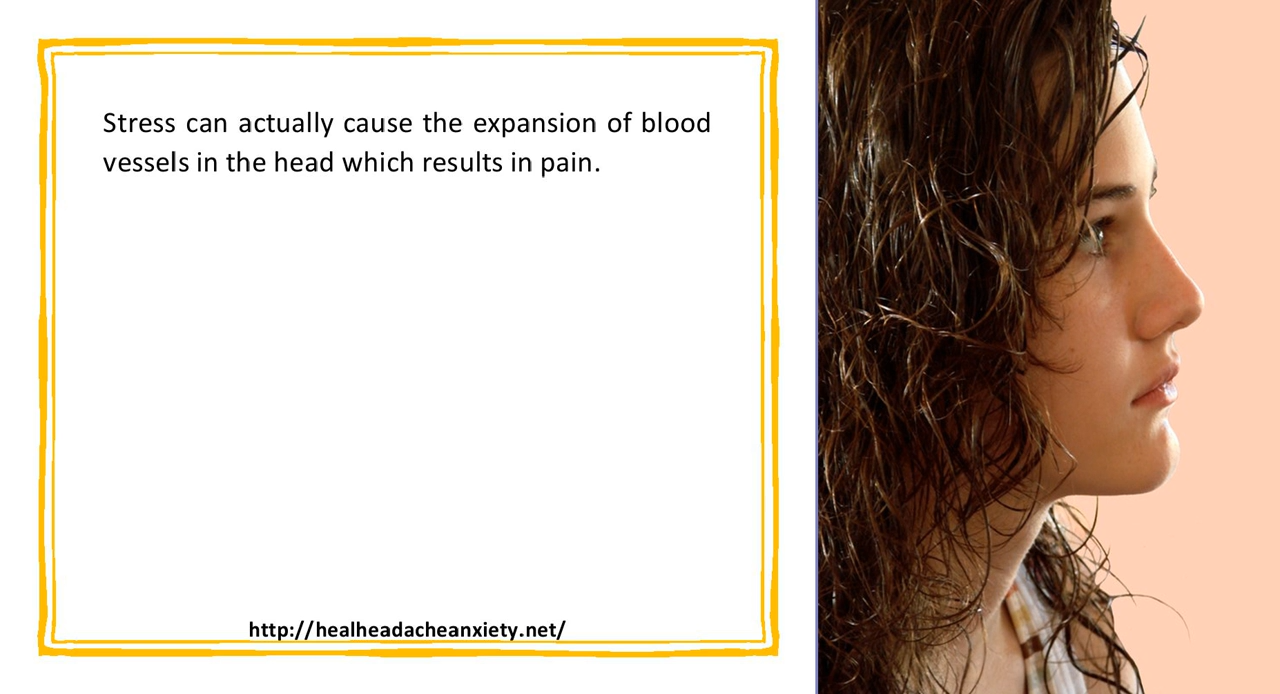 Stress can actually cause the expansion of blood
vessels in the head which results in pain.
http://healheadacheanxiety.net/